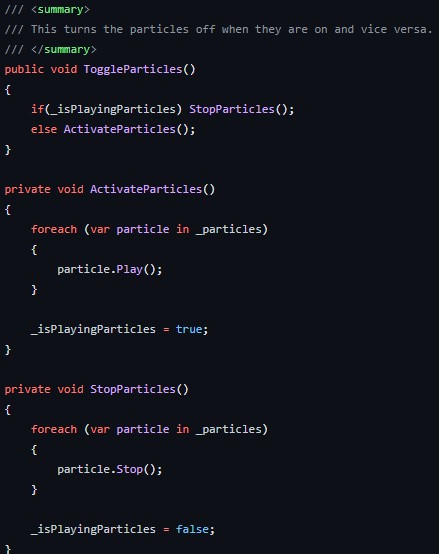 /// <summary>
/// This turns the particles off when they are on and vice versa.
/// </summary>
public void ToggleParticles()
{
    if(_isPlayingParticles) StopParticles();
    else ActivateParticles();
}

private void ActivateParticles()
{
    foreach (var particle in _particles)
    {
        particle.Play();
    }

    _isPlayingParticles = true;
}

private void StopParticles()
{
    foreach (var particle in _particles)
    {
        particle.Stop();
    }

    _isPlayingParticles = false;
}